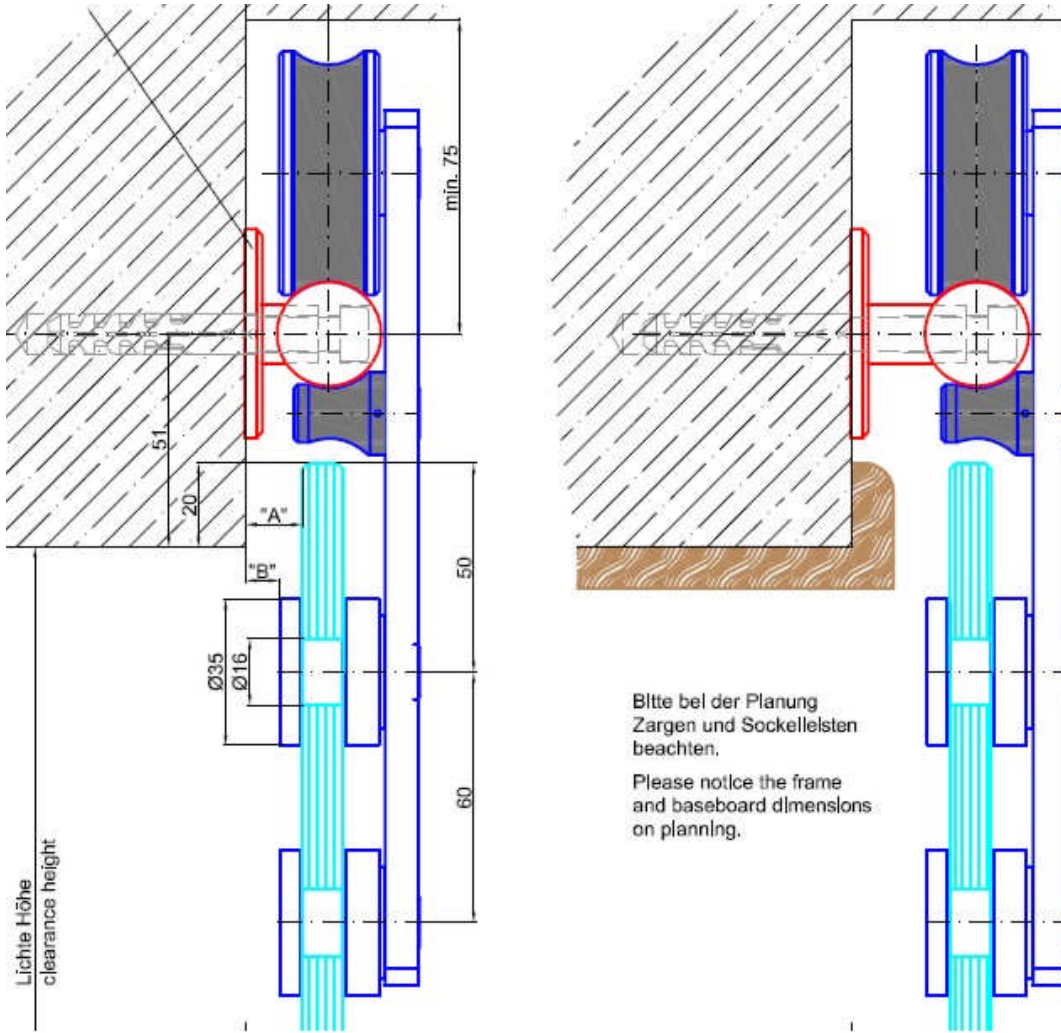 min. 75
51
20
"A"
"B"
50
Ø35
Ø16
60
Lichte Höhe
clearance height
Bitte bei der Planung
Zargen und Sockelleisten
beachten.
Please notice the frame
and baseboard dimensions
on planning.